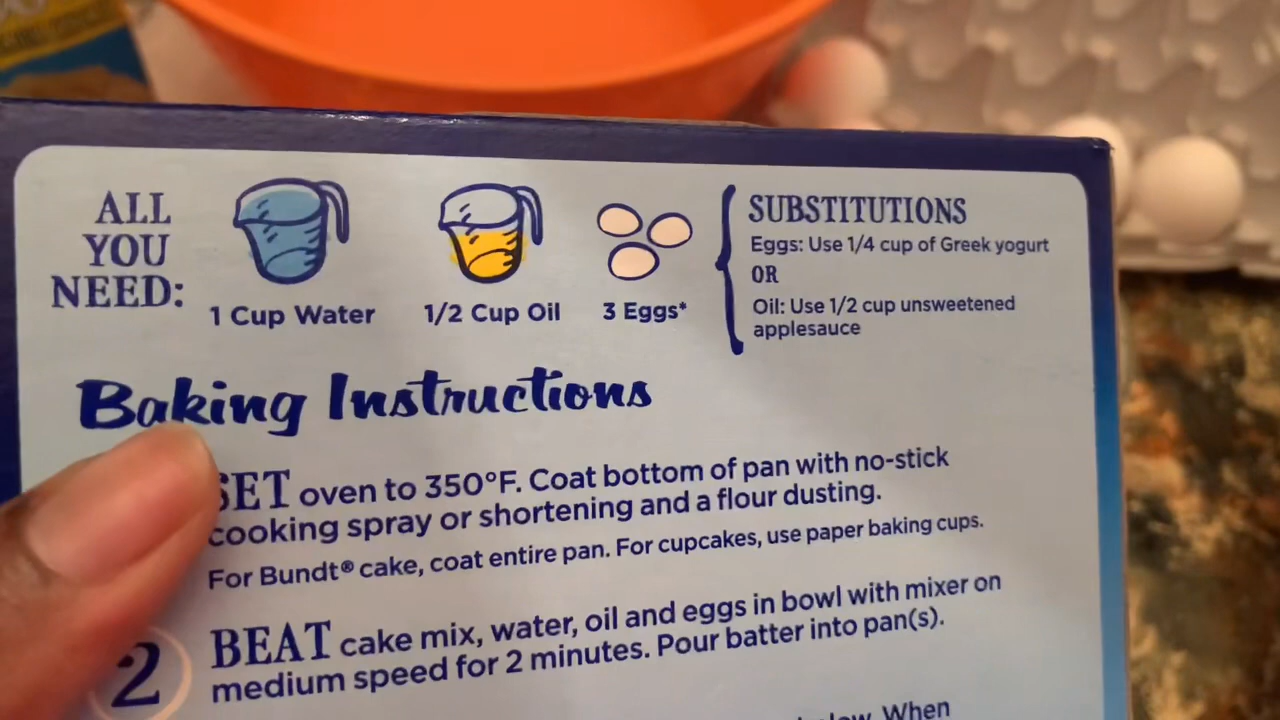 ALL
YOU
NEED:
1 Cup Water
1/2 Cup Oil
3 Eggs*
SUBSTITUTIONS
Eggs: Use 1/4 cup of Greek yogurt
OR
Oil: Use 1/2 cup unsweetened
applesauce
Baking Instructions
SET oven to 350°F. Coat bottom of pan with no-stick
cooking spray or shortening and a flour dusting.
For Bundt® cake, coat entire pan. For cupcakes, use paper baking cups.
2 BEAT cake mix, water, oil and eggs in bowl with mixer on
medium speed for 2 minutes. Pour batter into pan(s).
When